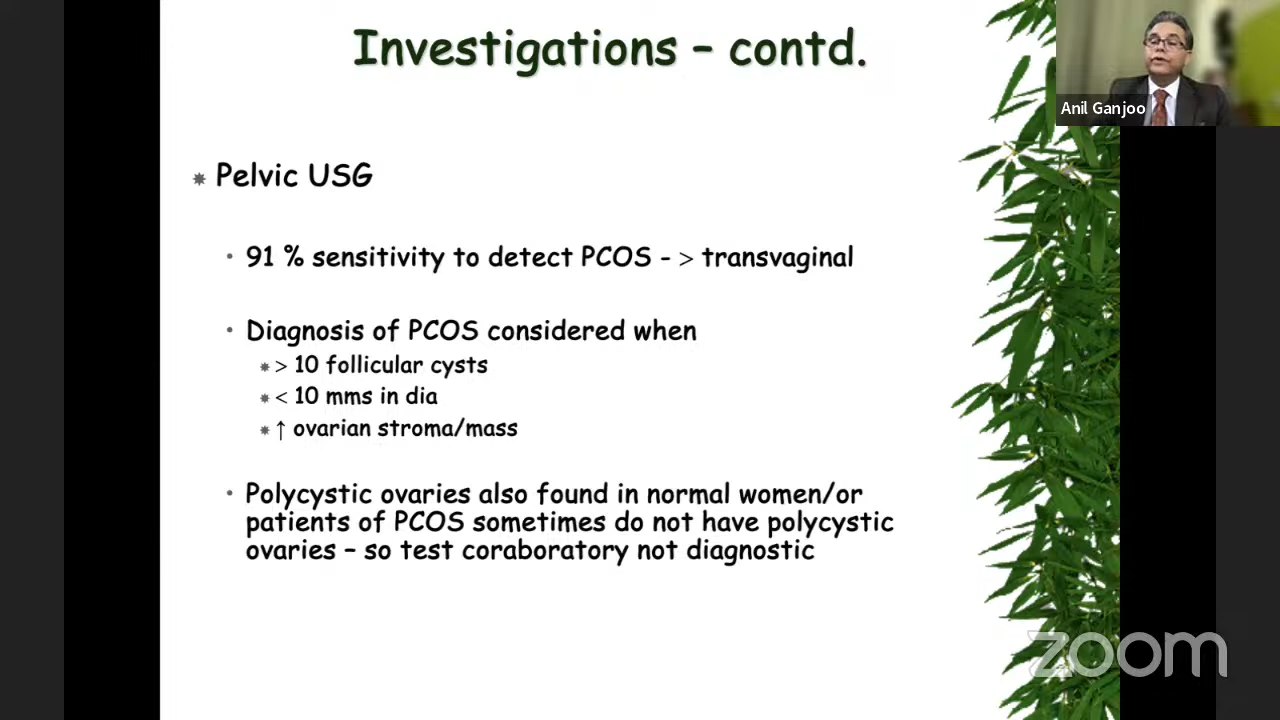 Investigations – contd.
Anil Ganjoo
Pelvic USG
91 % sensitivity to detect PCOS - > transvaginal
Diagnosis of PCOS considered when
> 10 follicular cysts
< 10 mms in dia
↑ ovarian stroma/mass
Polycystic ovaries also found in normal women/or
patients of PCOS sometimes do not have polycystic
ovaries – so test coraboratory not diagnostic
zoom